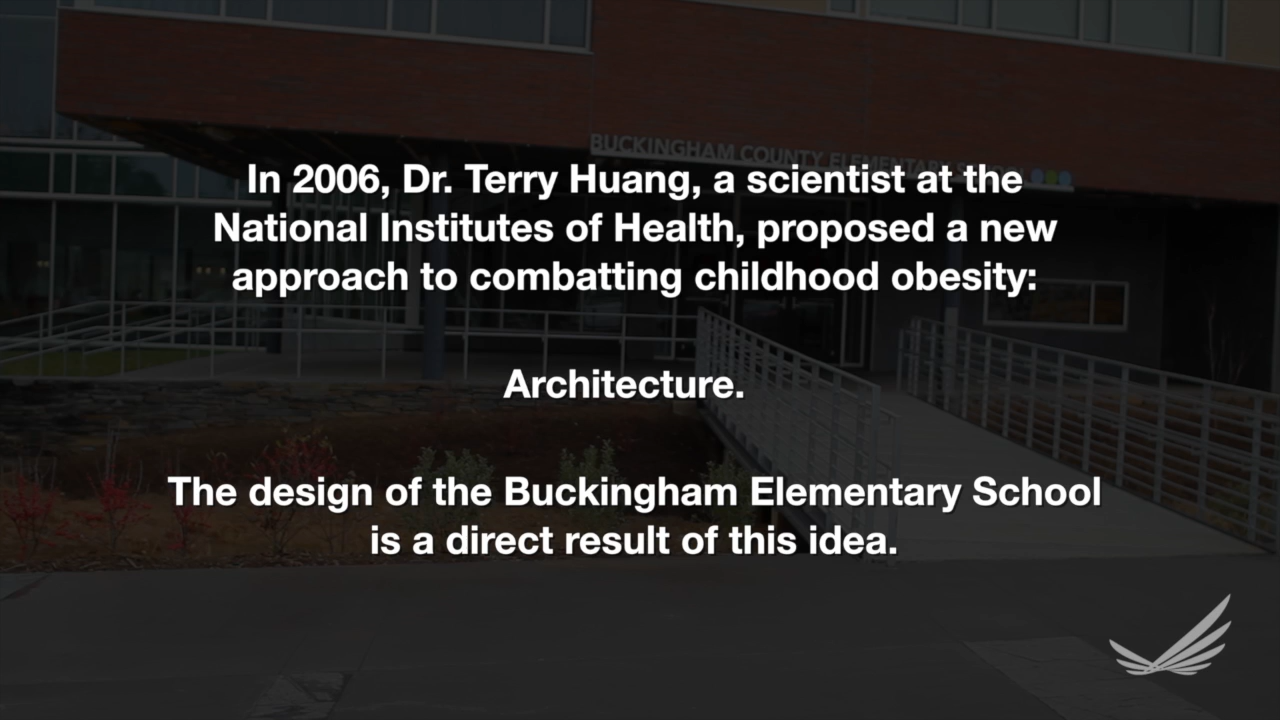 BUCKINGHAM COUNTY ELEMENTARY
In 2006, Dr. Terry Huang, a scientist at the
National Institutes of Health, proposed a new
approach to combatting childhood obesity:
Architecture.
The design of the Buckingham Elementary School
is a direct result of this idea.